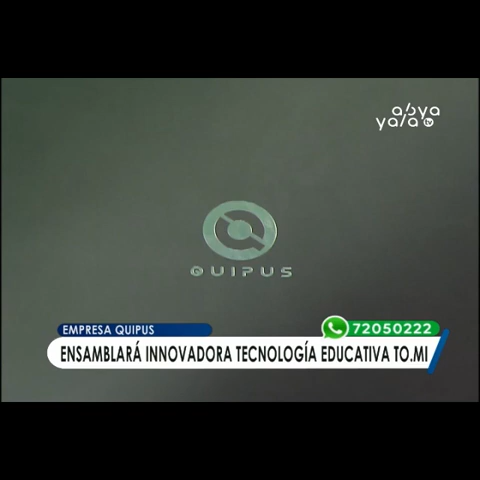 abya
yala tv
QUIPUS
EMPRESA QUIPUS
72050222
ENSAMBLARÁ INNOVADORA TECNOLOGÍA EDUCATIVA TO.MI